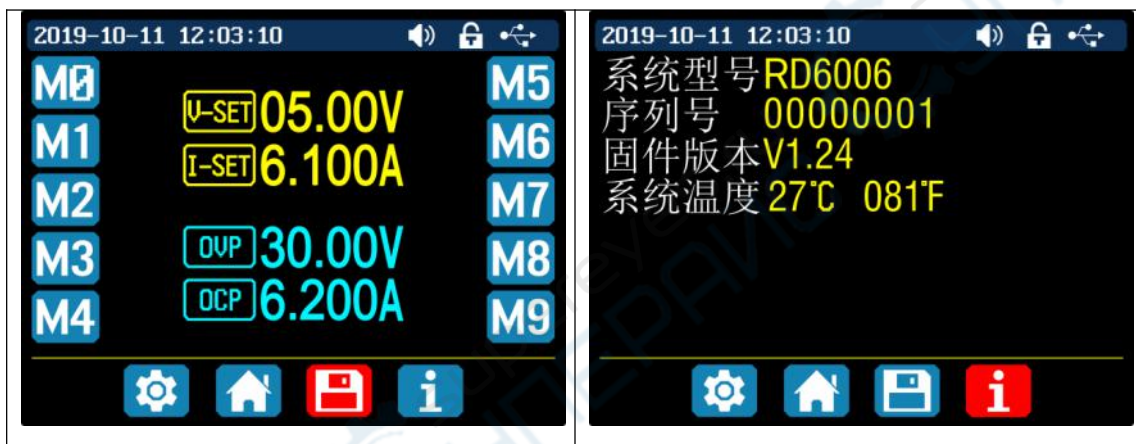 2019-10-11 12:03:10
M0
M1
M2
M3
M4
V-SET 05.00V
I-SET 6.100A
OVP 30.00V
OCP 6.200A
M5
M6
M7
M8
M9
i
2019-10-11 12:03:10
系统型号 RD6006
序列号 00000001
固件版本 V1.24
系统温度 27℃ 081℉
i